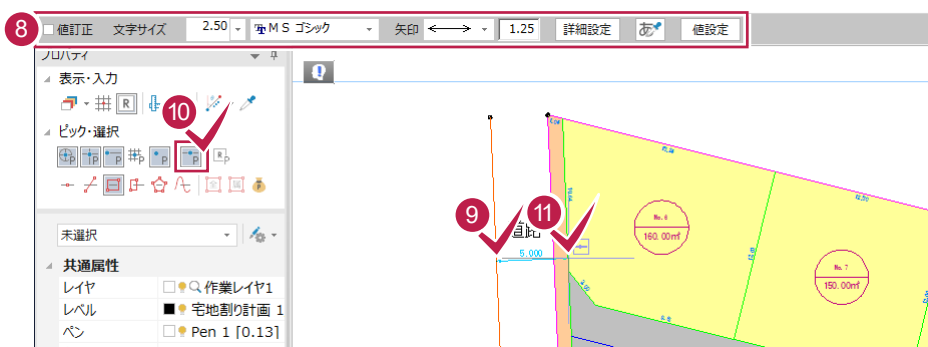 8 値訂正 文字サイズ 2.50 MS ゴシック 矢印 1.25 詳細設定 あ 値設定
プロパティ
表示・入力
R
10
ピック・選択
P P P P P P R P
未選択
共通属性
レイヤ 作業レイヤ1
レベル 宅地割り計画 1
ペン Pen 1 [0.13]
9 11
道路
5.000
No. 6
160.00㎡
No. 7
150.00㎡